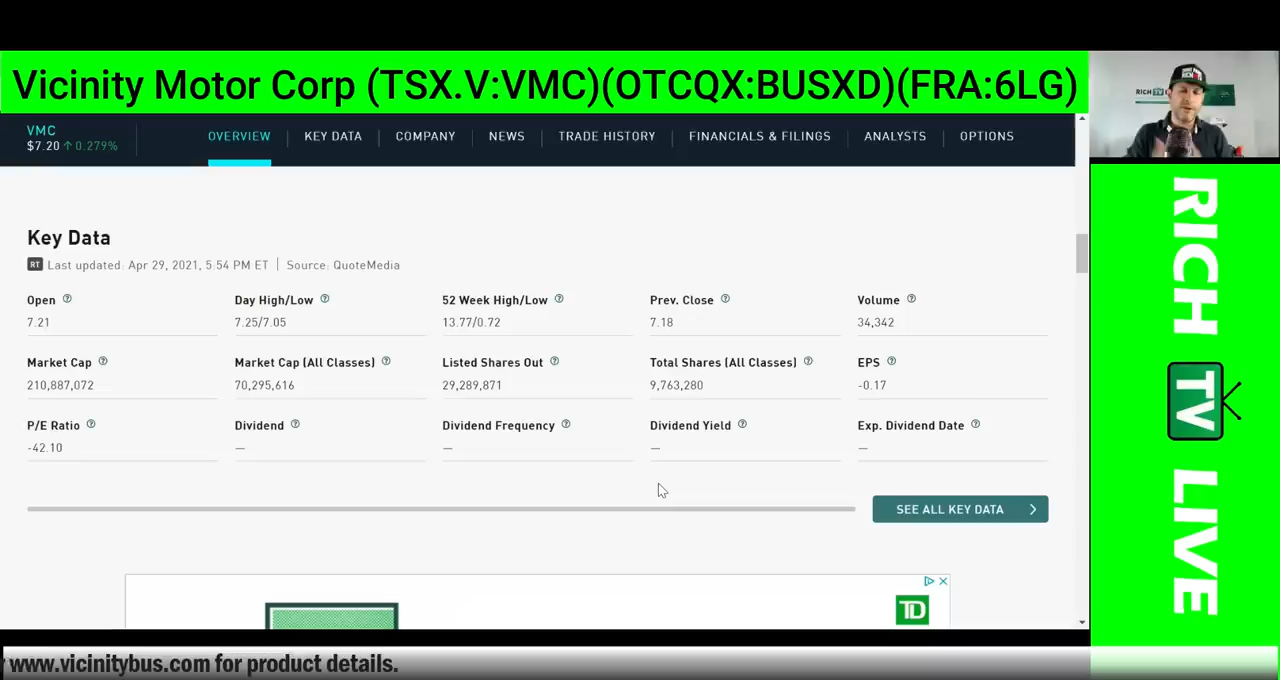 Vicinity Motor Corp (TSX.V:VMC)(OTCQX:BUSXD)(FRA:6LG)
VMC
$7.20 ↑ 0.279%
OVERVIEW
KEY DATA
COMPANY
NEWS
TRADE HISTORY
FINANCIALS & FILINGS
ANALYSTS
OPTIONS
Key Data
RT Last updated: Apr 29, 2021, 5:54 PM ET | Source: QuoteMedia
Open
7.21
Day High/Low
7.25/7.05
52 Week High/Low
13.77/0.72
Prev. Close
7.18
Volume
34,342
Market Cap
210,887,072
Market Cap (All Classes)
70,295,616
Listed Shares Out
29,289,871
Total Shares (All Classes)
9,763,280
EPS
-0.17
P/E Ratio
-42.10
Dividend
—
Dividend Frequency
—
Dividend Yield
—
Exp. Dividend Date
—
SEE ALL KEY DATA
TD
www.vicinitybus.com for product details.
RICH
TV
LIVE